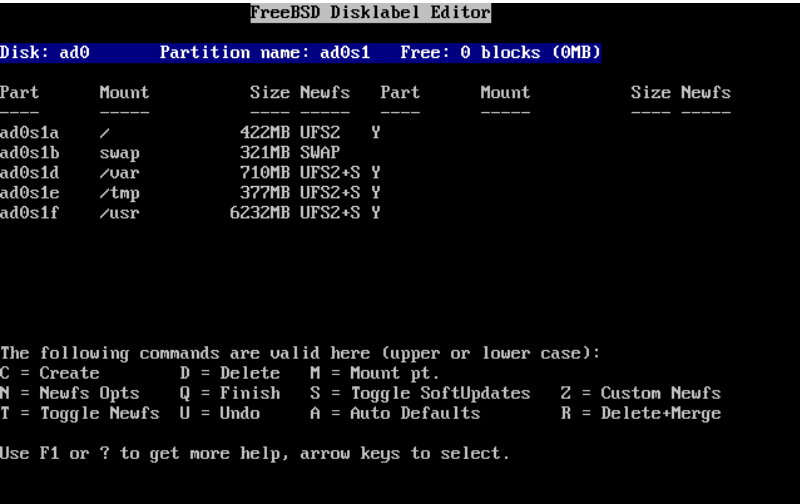 FreeBSD Disklabel Editor
Disk: ad0 Partition name: ad0s1 Free: 0 blocks (0MB)
Part Mount Size Newfs Part Mount Size Newfs
---- ----- ---- ----- ---- ----- ---- -----
ad0s1a / 422MB UFS2 Y
ad0s1b swap 321MB SWAP
ad0s1d /var 710MB UFS2+S Y
ad0s1e /tmp 377MB UFS2+S Y
ad0s1f /usr 6232MB UFS2+S Y
The following commands are valid here (upper or lower case):
C = Create D = Delete M = Mount pt.
N = Newfs Opts Q = Finish S = Toggle SoftUpdates Z = Custom Newfs
T = Toggle Newfs U = Undo A = Auto Defaults R = Delete+Merge
Use F1 or ? to get more help, arrow keys to select.